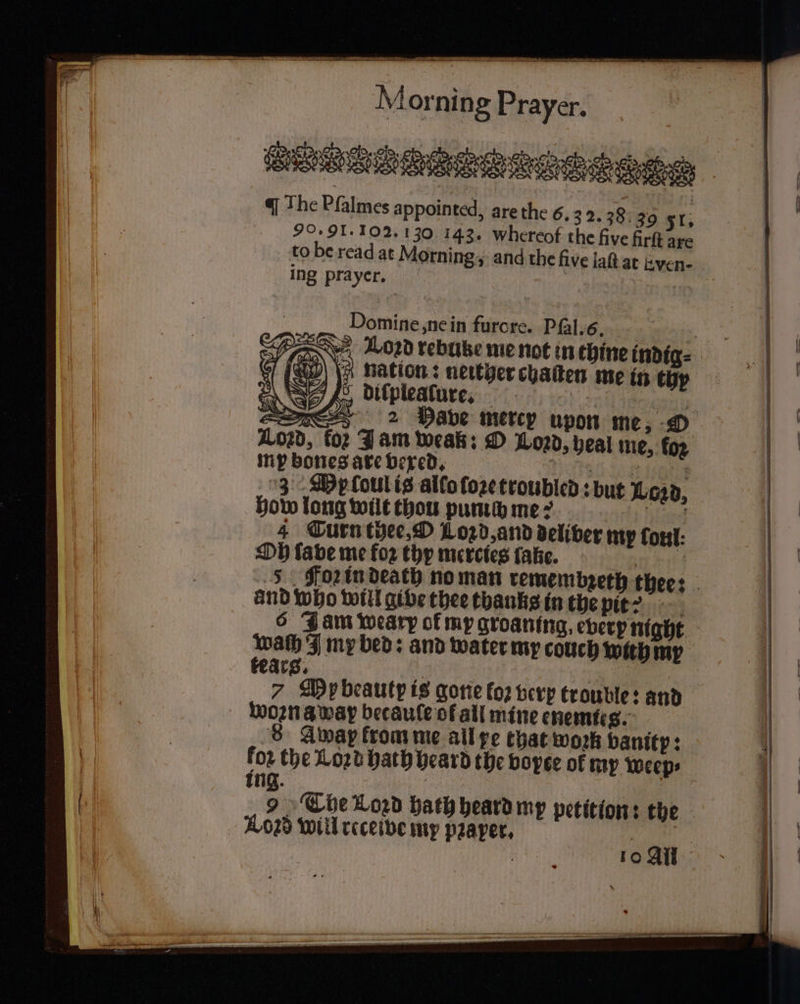 Morning Prayer.
¶ The Pſalmes appointed, are the 6.32.38.39 51.
90.91.102.130 143. whereof the five firſt are
to be read at Morning, and the five laſt at Even-
ing prayer.
Domine, ne in furore. Pſal.6.
O Lord rebuke me not in thine indig-
nation: neither chaſten me in thy
diſpleaſure.
2 Have mercy upon me, O
Lord, for I am weak: O Lord, heal me, for
my bones are vexed.
3 My ſoul is alſo ſore troubled: but Lord,
how long wilt thou puniſh me?
4 Turn thee, O Lord, and deliver my ſoul:
Oh ſave me for thy mercies ſake.
5 For in death no man remembreth thee:
and who will give thee thanks in the pit?
6 I am weary of my groaning, every night
waſh I my bed: and water my couch with my
tears.
7 My beauty is gone for very trouble: and
worn away becauſe of all mine enemies.
8 Away from me all ye that work vanity:
for the Lord hath heard the voyce of my weep-
ing.
9 The Lord hath heard my petition: the
Lord will receive my prayer.
10 All